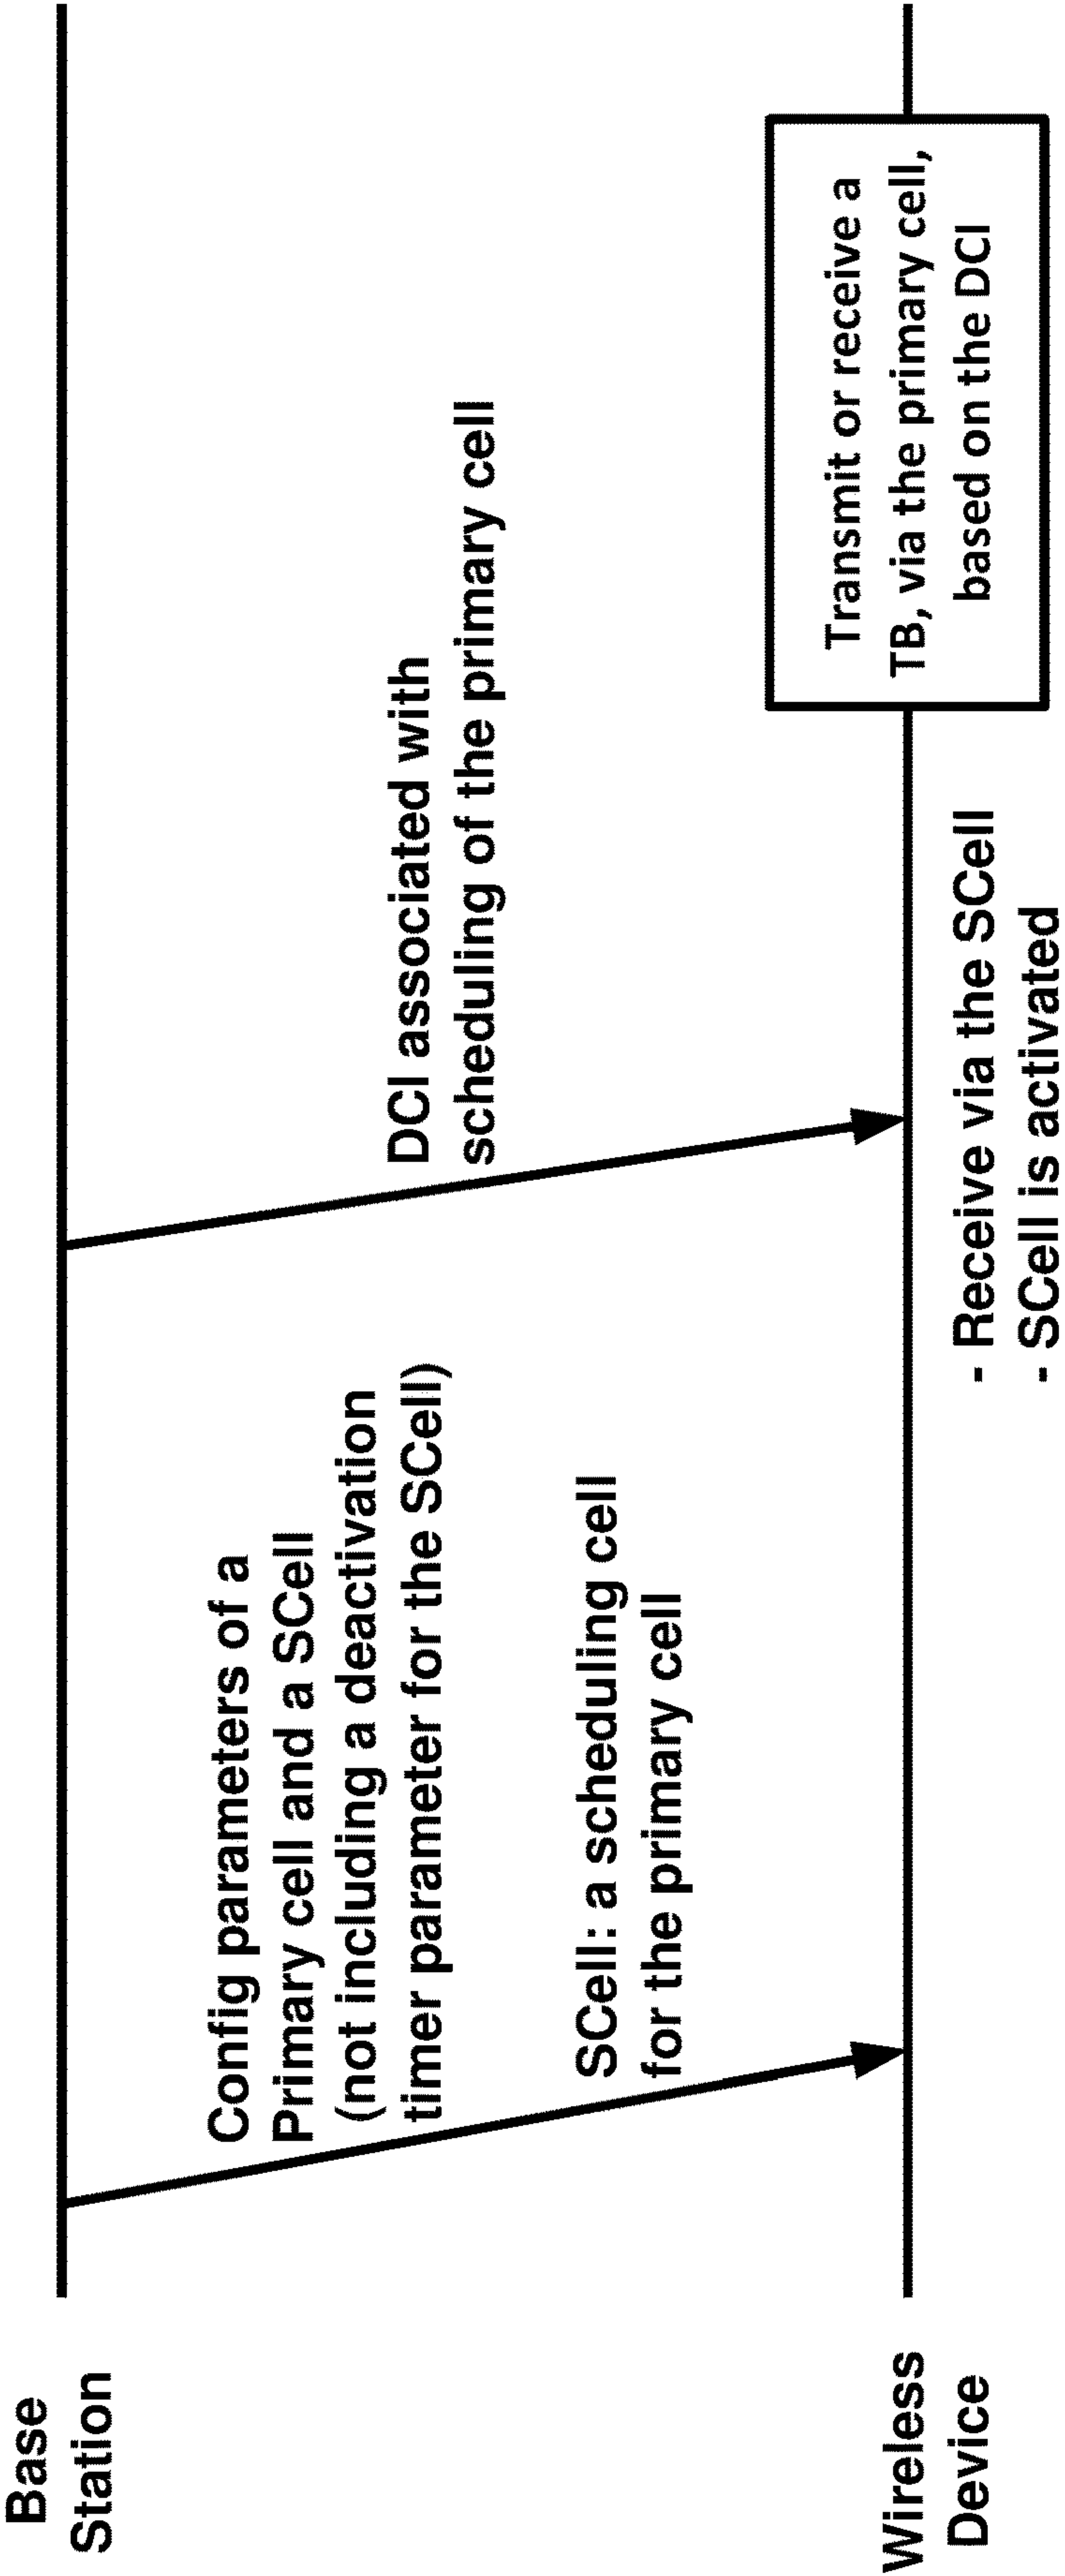 Base
Station
Config parameters of a
Primary cell and a SCell
(not including a deactivation
timer parameter for the SCell)
SCell: a scheduling cell
for the primary cell
DCI associated with
scheduling of the primary cell
Wireless
Device
- Receive via the SCell
- SCell is activated
Transmit or receive a
TB, via the primary cell,
based on the DCI